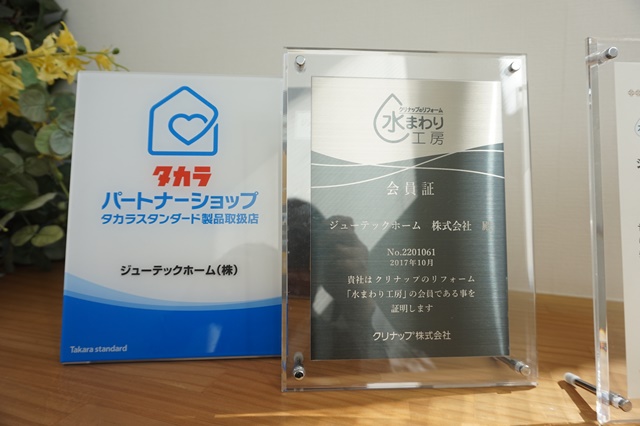 タカラ
パートナーショップ
タカラスタンダード製品取扱店
ジューテックホーム(株)
Takara standard
クリナップのリフォーム
水まわり
工房
会員証
ジューテックホーム 株式会社 殿
No.2201061
2017年10月
貴社はクリナップのリフォーム
「水まわり工房」の会員である事を
証明します
クリナップ株式会社